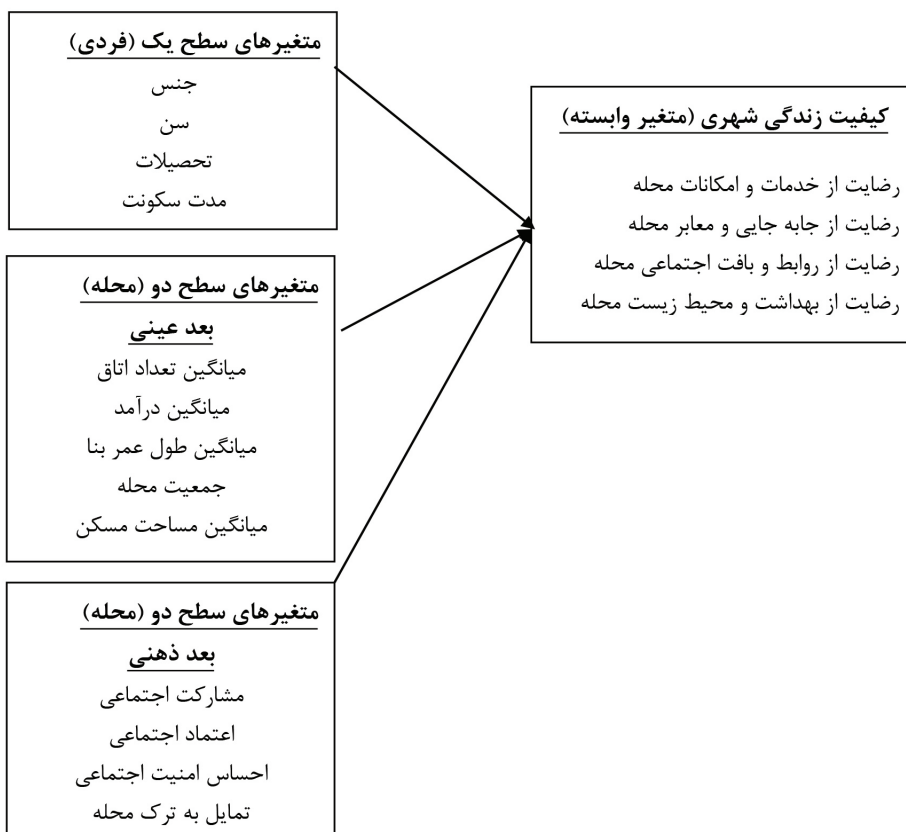 متغیرهای سطح یک (فردی)
جنس
سن
تحصیلات
مدت سکونت
کیفیت زندگی شهری (متغیر وابسته)
رضایت از خدمات و امکانات محله
رضایت از جابه جایی و معابر محله
رضایت از روابط و بافت اجتماعی محله
رضایت از بهداشت و محیط زیست محله
متغیرهای سطح دو (محله)
بعد عینی
میانگین تعداد اتاق
میانگین درآمد
میانگین طول عمر بنا
جمعیت محله
میانگین مساحت مسکن
متغیرهای سطح دو (محله)
بعد ذهنی
مشارکت اجتماعی
اعتماد اجتماعی
احساس امنیت اجتماعی
تمایل به ترک محله